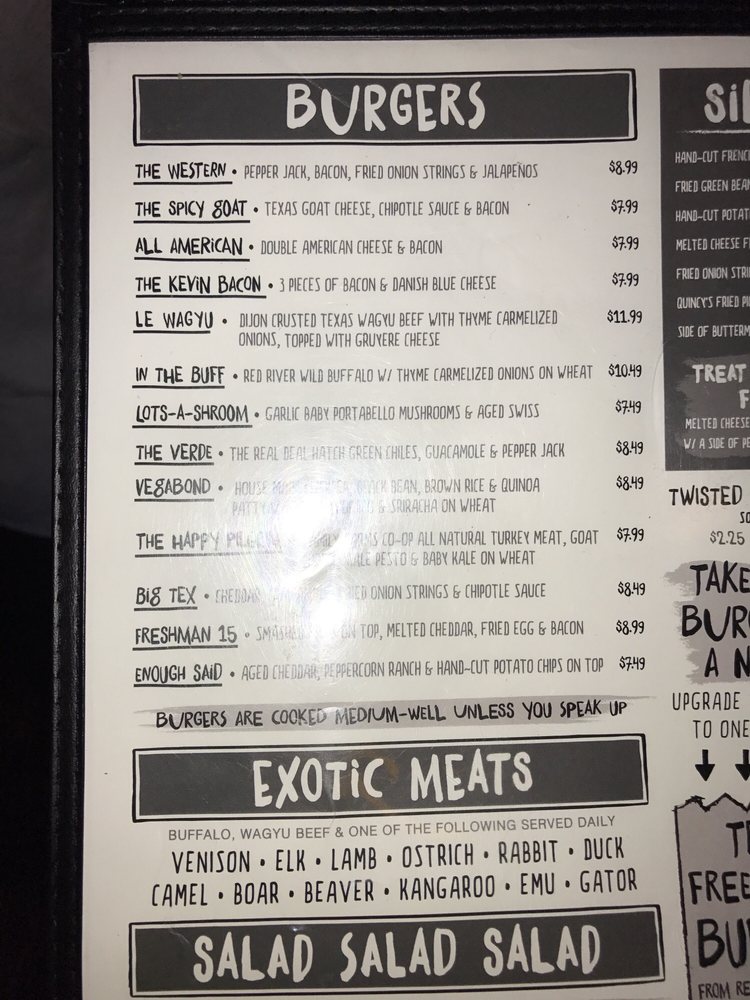 BURGERS
THE WESTERN • PEPPER JACK, BACON, FRIED ONION STRINGS & JALAPEÑOS $8.99
THE SPICY GOAT • TEXAS GOAT CHEESE, CHIPOTLE SAUCE & BACON $7.99
ALL AMERICAN • DOUBLE AMERICAN CHEESE & BACON $7.99
THE KEVIN BACON • 3 PIECES OF BACON & DANISH BLUE CHEESE $7.99
LE WAGYU • DIJON CRUSTED TEXAS WAGYU BEEF WITH THYME CARMELIZED $11.99
ONIONS, TOPPED WITH GRUYERE CHEESE
IN THE BUFF • RED RIVER WILD BUFFALO W/ THYME CARMELIZED ONIONS ON WHEAT $10.49
LOTS-A-SHROOM • GARLIC BABY PORTABELLO MUSHROOMS & AGED SWISS $7.49
THE VERDE • THE REAL DEAL HATCH GREEN CHILES, GUACAMOLE & PEPPER JACK $8.49
VEGABOND • HOUSE BLACK BEAN, BROWN RICE & QUINOA $8.49
& SRIRACHA ON WHEAT
THE HAPPY CO-OP ALL NATURAL TURKEY MEAT, GOAT $7.99
PESTO & BABY KALE ON WHEAT
BIG TEX • CHEDDAR, ONION STRINGS & CHIPOTLE SAUCE $8.49
FRESHMAN 15 • ON TOP, MELTED CHEDDAR, FRIED EGG & BACON $8.99
ENOUGH SAID • AGED CHEDDAR, PEPPERCORN RANCH & HAND-CUT POTATO CHIPS ON TOP $7.49
BURGERS ARE COOKED MEDIUM-WELL UNLESS YOU SPEAK UP
EXOTIC MEATS
BUFFALO, WAGYU BEEF & ONE OF THE FOLLOWING SERVED DAILY
VENISON • ELK • LAMB • OSTRICH • RABBIT • DUCK
CAMEL • BOAR • BEAVER • KANGAROO • EMU • GATOR
SALAD SALAD SALAD
HAND-CUT
FRIED GREEN
HAND-CUT
MELTED CHEESE
FRIED ONION
QUINCY'S FRIED
SIDE OF
TREAT
MELTED CHEESE
W/ A SIDE OF
TWISTED
$2.25
TAKE
A
UPGRADE
TO ONE
FREE
FROM